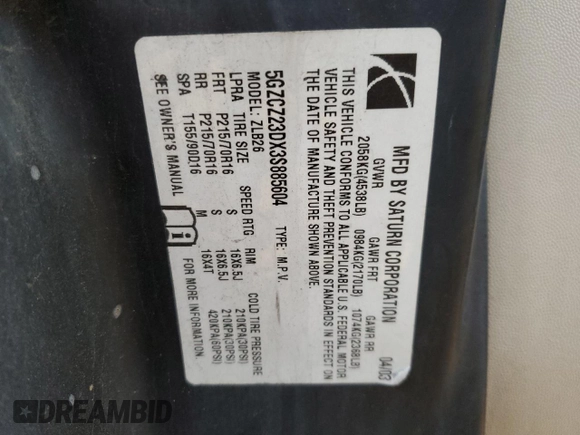 MFD BY SATURN CORPORATION 04/03
GVWR GAWR FRT GAWR RR
2058KG(4538LB) 0984KG(2170LB) 1074KG(2368LB)
THIS VEHICLE CONFORMS TO ALL APPLICABLE U.S. FEDERAL MOTOR
VEHICLE SAFETY AND THEFT PREVENTION STANDARDS IN EFFECT ON
THE DATE OF MANUFACTURE SHOWN ABOVE.
5GZCZ23DX3S885604 TYPE: M.P.V.
MODEL: ZLB26
LPRA TIRE SIZE SPEED RTG RIM COLD TIRE PRESSURE
FRT P215/70R16 S 16X6.5J 210KPA(30PSI)
RR P215/70R16 S 16X6.5J 210KPA(30PSI)
SPA T155/90D16 M 16X4T 420KPA(60PSI)
SEE OWNER'S MANUAL i FOR MORE INFORMATION
DREAMBID